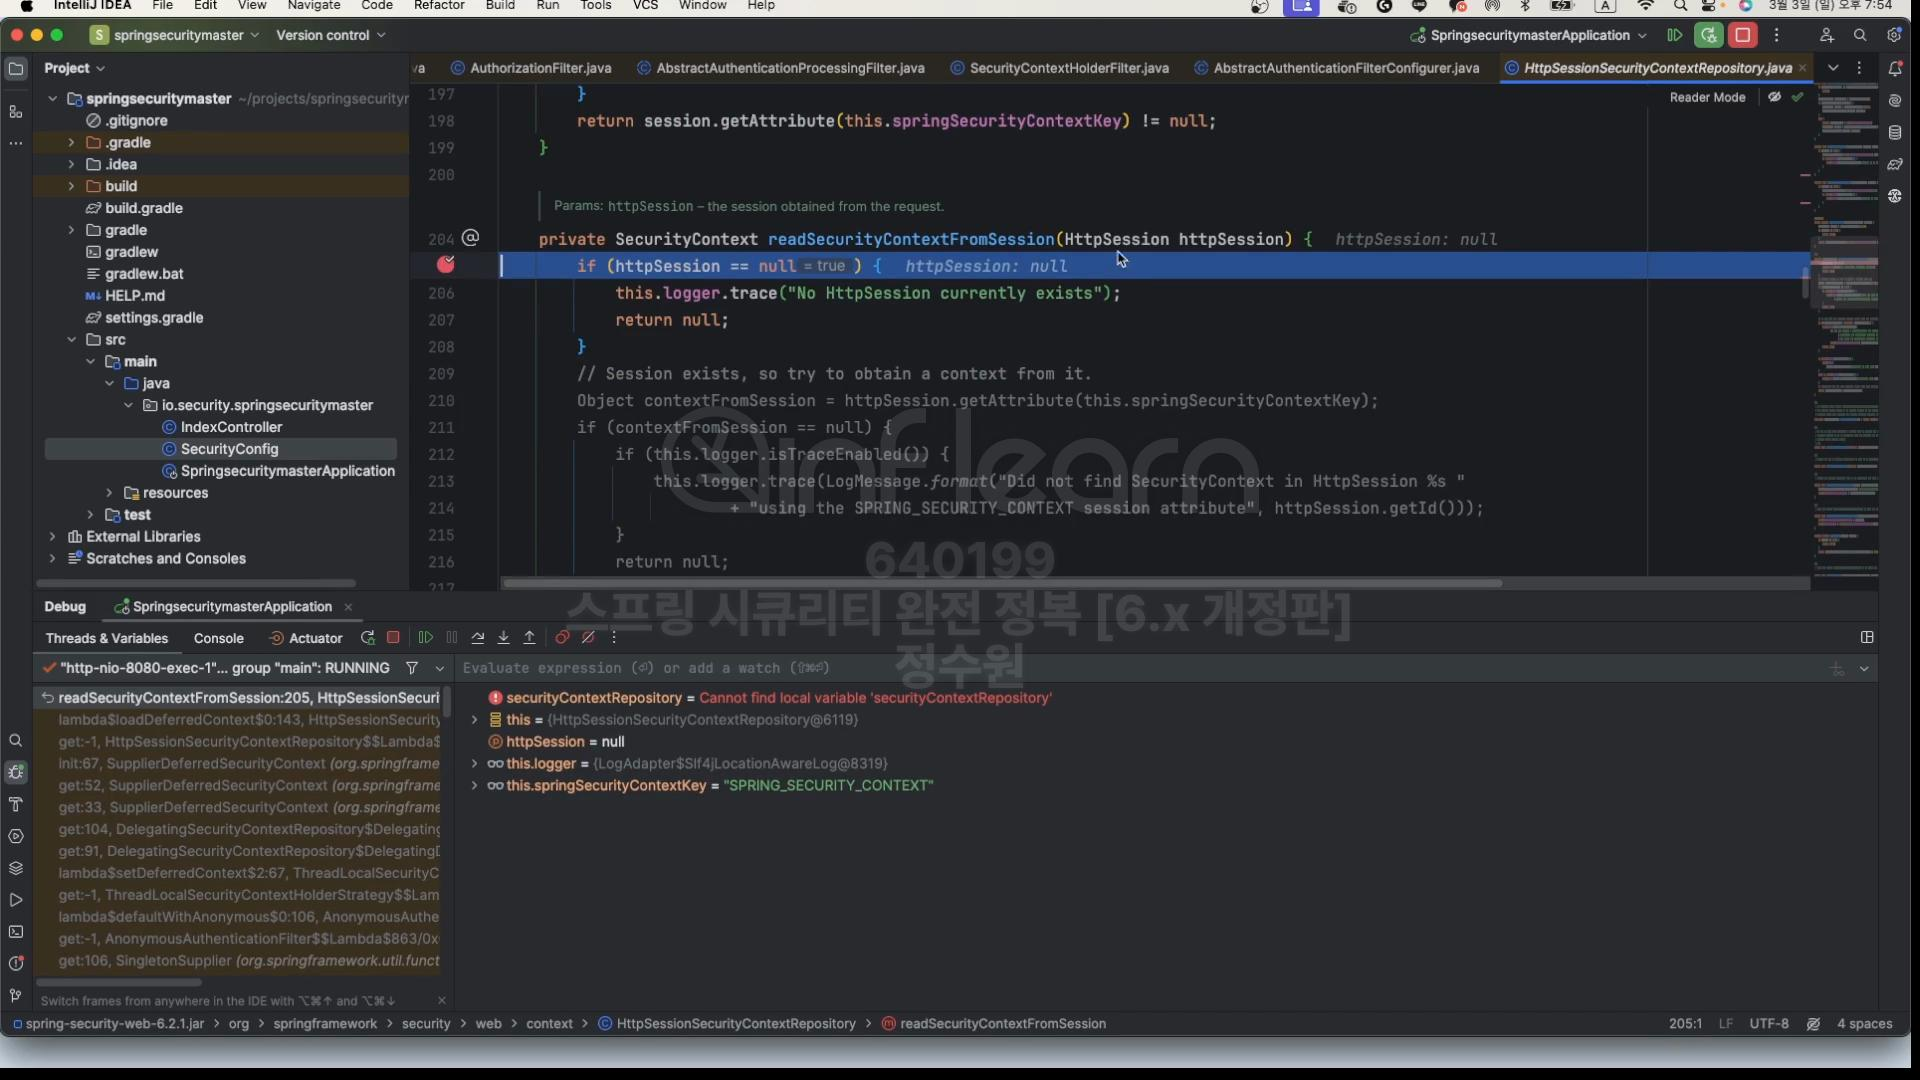 IntelliJ IDEA File Edit View Navigate Code Refactor Build Run Tools VCS Window Help A 3월 3일 (일) 오후 7:54
S springsecuritymaster Version control SpringsecuritymasterApplication
Project
va AuthorizationFilter.java AbstractAuthenticationProcessingFilter.java SecurityContextHolderFilter.java AbstractAuthenticationFilterConfigurer.java HttpSessionSecurityContextRepository.java
Reader Mode
springsecuritymaster ~/projects/springsecurityr
.gitignore
.gradle
.idea
build
build.gradle
gradle
gradlew
gradlew.bat
M↓ HELP.md
settings.gradle
src
main
java
io.security.springsecuritymaster
IndexController
SecurityConfig
SpringsecuritymasterApplication
resources
test
External Libraries
Scratches and Consoles
197 }
198 return session.getAttribute(this.springSecurityContextKey) != null;
199 }
200
Params: httpSession – the session obtained from the request.
204 @ private SecurityContext readSecurityContextFromSession(HttpSession httpSession) { httpSession: null
if (httpSession == null = true ) { httpSession: null
206 this.logger.trace("No HttpSession currently exists");
207 return null;
208 }
209 // Session exists, so try to obtain a context from it.
210 Object contextFromSession = httpSession.getAttribute(this.springSecurityContextKey);
211 if (contextFromSession == null) {
212 if (this.logger.isTraceEnabled()) {
213 this.logger.trace(LogMessage.format("Did not find SecurityContext in HttpSession %s "
214 + "using the SPRING_SECURITY_CONTEXT session attribute", httpSession.getId()));
215 }
216 return null;
217
inflearn
640199
스프링 시큐리티 완전 정복 [6.x 개정판]
정수원
Debug SpringsecuritymasterApplication
Threads & Variables Console Actuator
"http-nio-8080-exec-1"... group "main": RUNNING
Evaluate expression (⏎) or add a watch (⇧⌘⏎)
readSecurityContextFromSession:205, HttpSessionSecuri
lambda$loadDeferredContext$0:143, HttpSessionSecurity
get:-1, HttpSessionSecurityContextRepository$$Lambda$
init:67, SupplierDeferredSecurityContext (org.springframe
get:52, SupplierDeferredSecurityContext (org.springframe
get:33, SupplierDeferredSecurityContext (org.springframe
get:104, DelegatingSecurityContextRepository$Delegating
get:91, DelegatingSecurityContextRepository$DelegatingD
lambda$setDeferredContext$2:67, ThreadLocalSecurityC
get:-1, ThreadLocalSecurityContextHolderStrategy$$Lam
lambda$defaultWithAnonymous$0:106, AnonymousAuthe
get:-1, AnonymousAuthenticationFilter$$Lambda$863/0x
get:106, SingletonSupplier (org.springframework.util.funct
securityContextRepository = Cannot find local variable 'securityContextRepository'
this = {HttpSessionSecurityContextRepository@6119}
httpSession = null
this.logger = {LogAdapter$Slf4jLocationAwareLog@8319}
this.springSecurityContextKey = "SPRING_SECURITY_CONTEXT"
Switch frames from anywhere in the IDE with ⌥⌘↑ and ⌥⌘↓
spring-security-web-6.2.1.jar > org > springframework > security > web > context > HttpSessionSecurityContextRepository > readSecurityContextFromSession 205:1 LF UTF-8 4 spaces